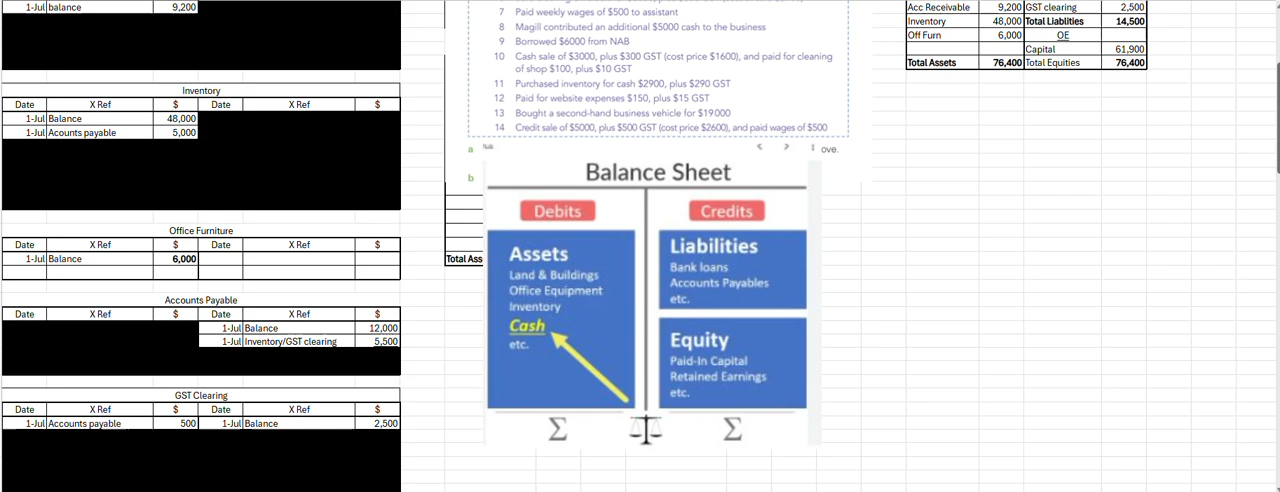 1-Jul balance 9,200
Inventory
Date X Ref $ Date X Ref $
1-Jul Balance 48,000
1-Jul Acounts payable 5,000
Office Furniture
Date X Ref $ Date X Ref $
1-Jul Balance 6,000
Accounts Payable
Date X Ref $ Date X Ref $
1-Jul Balance 12,000
1-Jul Inventory/GST clearing 5,500
GST Clearing
Date X Ref $ Date X Ref $
1-Jul Accounts payable 500 1-Jul Balance 2,500
7 Paid weekly wages of $500 to assistant
8 Magill contributed an additional $5000 cash to the business
9 Borrowed $6000 from NAB
10 Cash sale of $3000, plus $300 GST (cost price $1600), and paid for cleaning
of shop $100, plus $10 GST
11 Purchased inventory for cash $2900, plus $290 GST
12 Paid for website expenses $150, plus $15 GST
13 Bought a second-hand business vehicle for $19000
14 Credit sale of $5000, plus $500 GST (cost price $2600), and paid wages of $500
a ove.
b
Total Ass
Balance Sheet
Debits Credits
Assets
Land & Buildings
Office Equipment
Inventory
Cash
etc.
Liabilities
Bank loans
Accounts Payables
etc.
Equity
Paid-In Capital
Retained Earnings
etc.
Σ Σ
Acc Receivable 9,200 GST clearing 2,500
Inventory 48,000 Total Liablities 14,500
Off Furn 6,000 OE
Capital 61,900
Total Assets 76,400 Total Equities 76,400